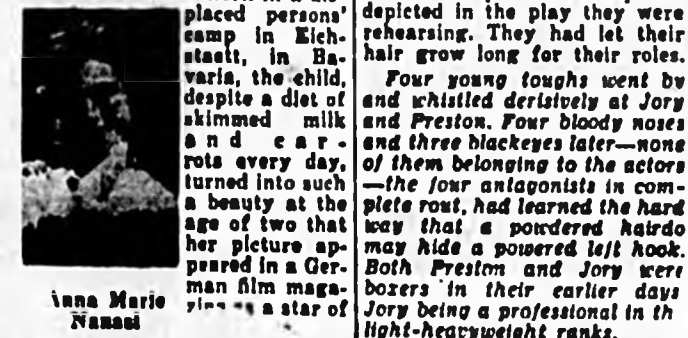 placed persons'
camp in Eich-
staett, in Ba-
varia, the child,
despite a diet of
skimmed milk
and car-
rots every day,
turned into such
a beauty at the
age of two that
her picture ap-
peared in a Ger-
man film maga-
a star of
Anna Marie
Nanasi
depicted in the play they were
rehearsing. They had let their
hair grow long for their roles.
Four young toughs went by
and whistled derisively at Jory
and Preston. Four bloody noses
and three blackeyes later—none
of them belonging to the actors
—the four antagonists in com-
plete rout, had learned the hard
way that a powdered hairdo
may hide a powered left hook.
Both Preston and Jory were
boxers in their earlier days
Jory being a professional in th
light-heavyweight ranks.